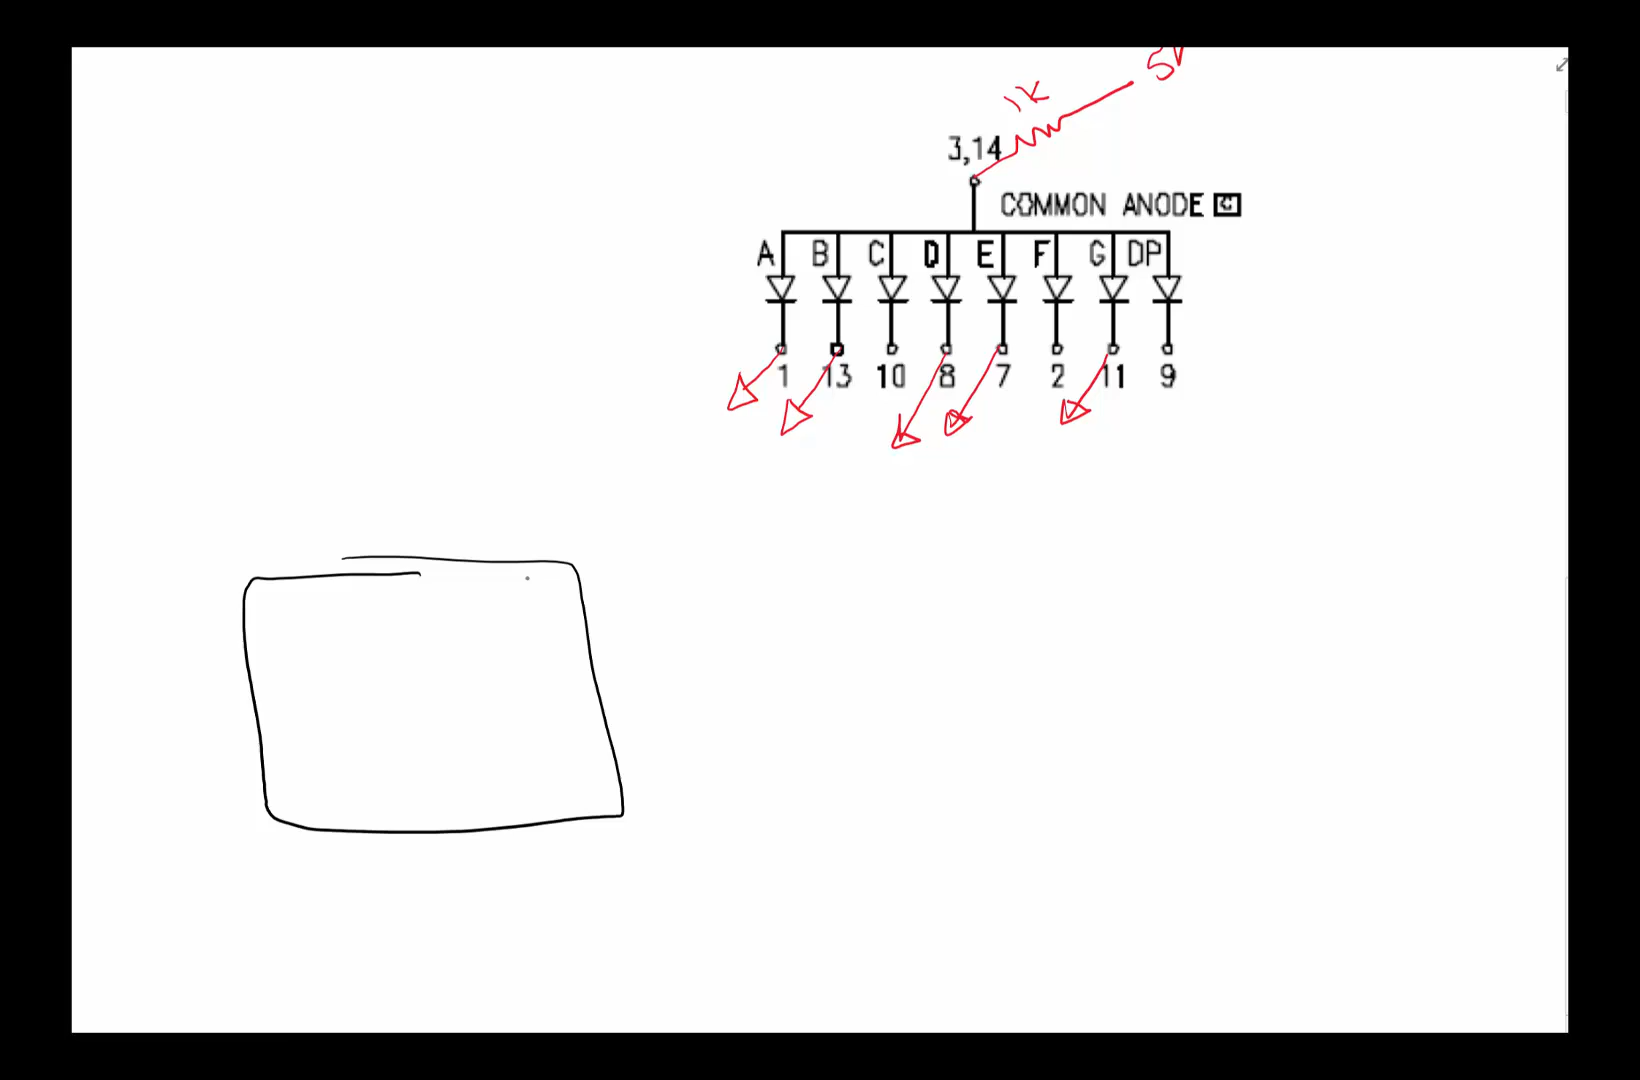 5V
1K
3,14
COMMON ANODE C
A B C D E F G DP
1 13 10 8 7 2 11 9